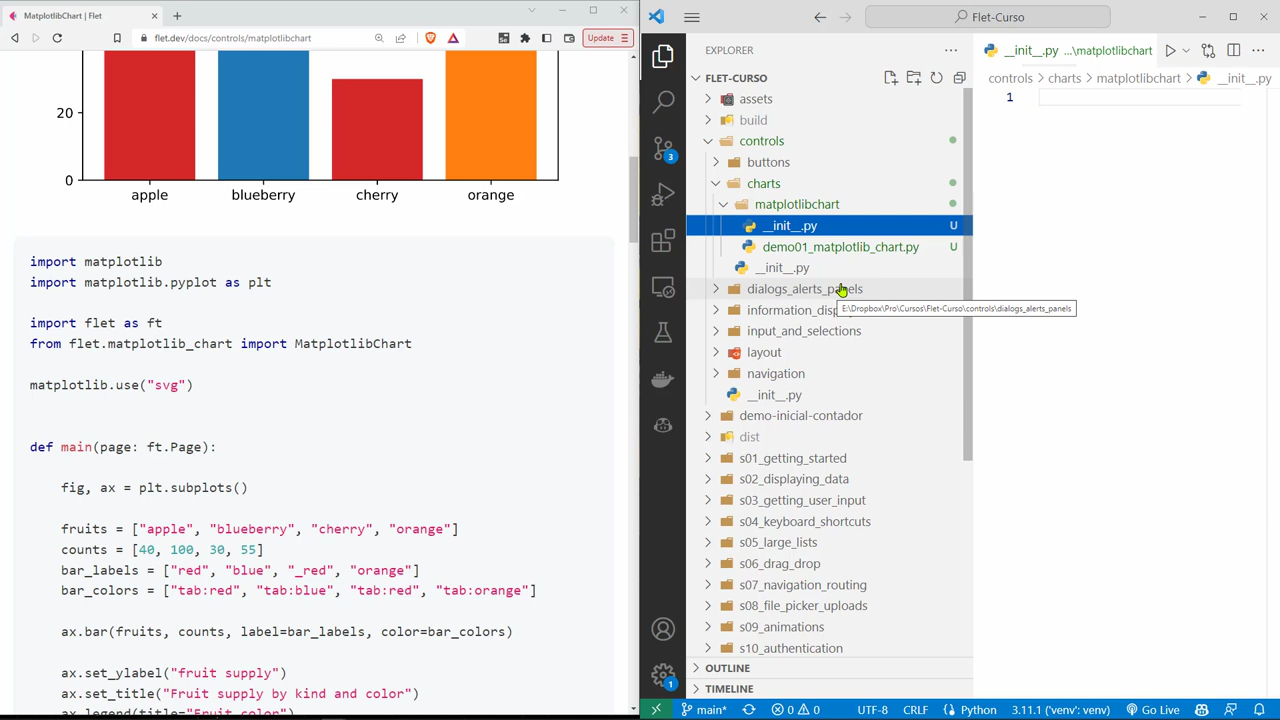 MatplotlibChart | Flet
flet.dev/docs/controls/matplotlibchart
Update
20
0
apple
blueberry
cherry
orange
import matplotlib
import matplotlib.pyplot as plt
import flet as ft
from flet.matplotlib_chart import MatplotlibChart
matplotlib.use("svg")
def main(page: ft.Page):
fig, ax = plt.subplots()
fruits = ["apple", "blueberry", "cherry", "orange"]
counts = [40, 100, 30, 55]
bar_labels = ["red", "blue", "_red", "orange"]
bar_colors = ["tab:red", "tab:blue", "tab:red", "tab:orange"]
ax.bar(fruits, counts, label=bar_labels, color=bar_colors)
ax.set_ylabel("fruit supply")
ax.set_title("Fruit supply by kind and color")
ax.legend(title="Fruit color")
Flet-Curso
EXPLORER
FLET-CURSO
assets
build
controls
buttons
charts
matplotlibchart
__init__.py U
demo01_matplotlib_chart.py U
__init__.py
dialogs_alerts_panels
E:\Dropbox\Pro\Cursos\Flet-Curso\controls\dialogs_alerts_panels
input_and_selections
layout
navigation
__init__.py
demo-inicial-contador
dist
s01_getting_started
s02_displaying_data
s03_getting_user_input
s04_keyboard_shortcuts
s05_large_lists
s06_drag_drop
s07_navigation_routing
s08_file_picker_uploads
s09_animations
s10_authentication
OUTLINE
TIMELINE
__init__.py ...\matplotlibchart
controls > charts > matplotlibchart > __init__.py
1
3
1
main*
0 0
UTF-8
CRLF
Python
3.11.1 ('venv': venv)
Go Live